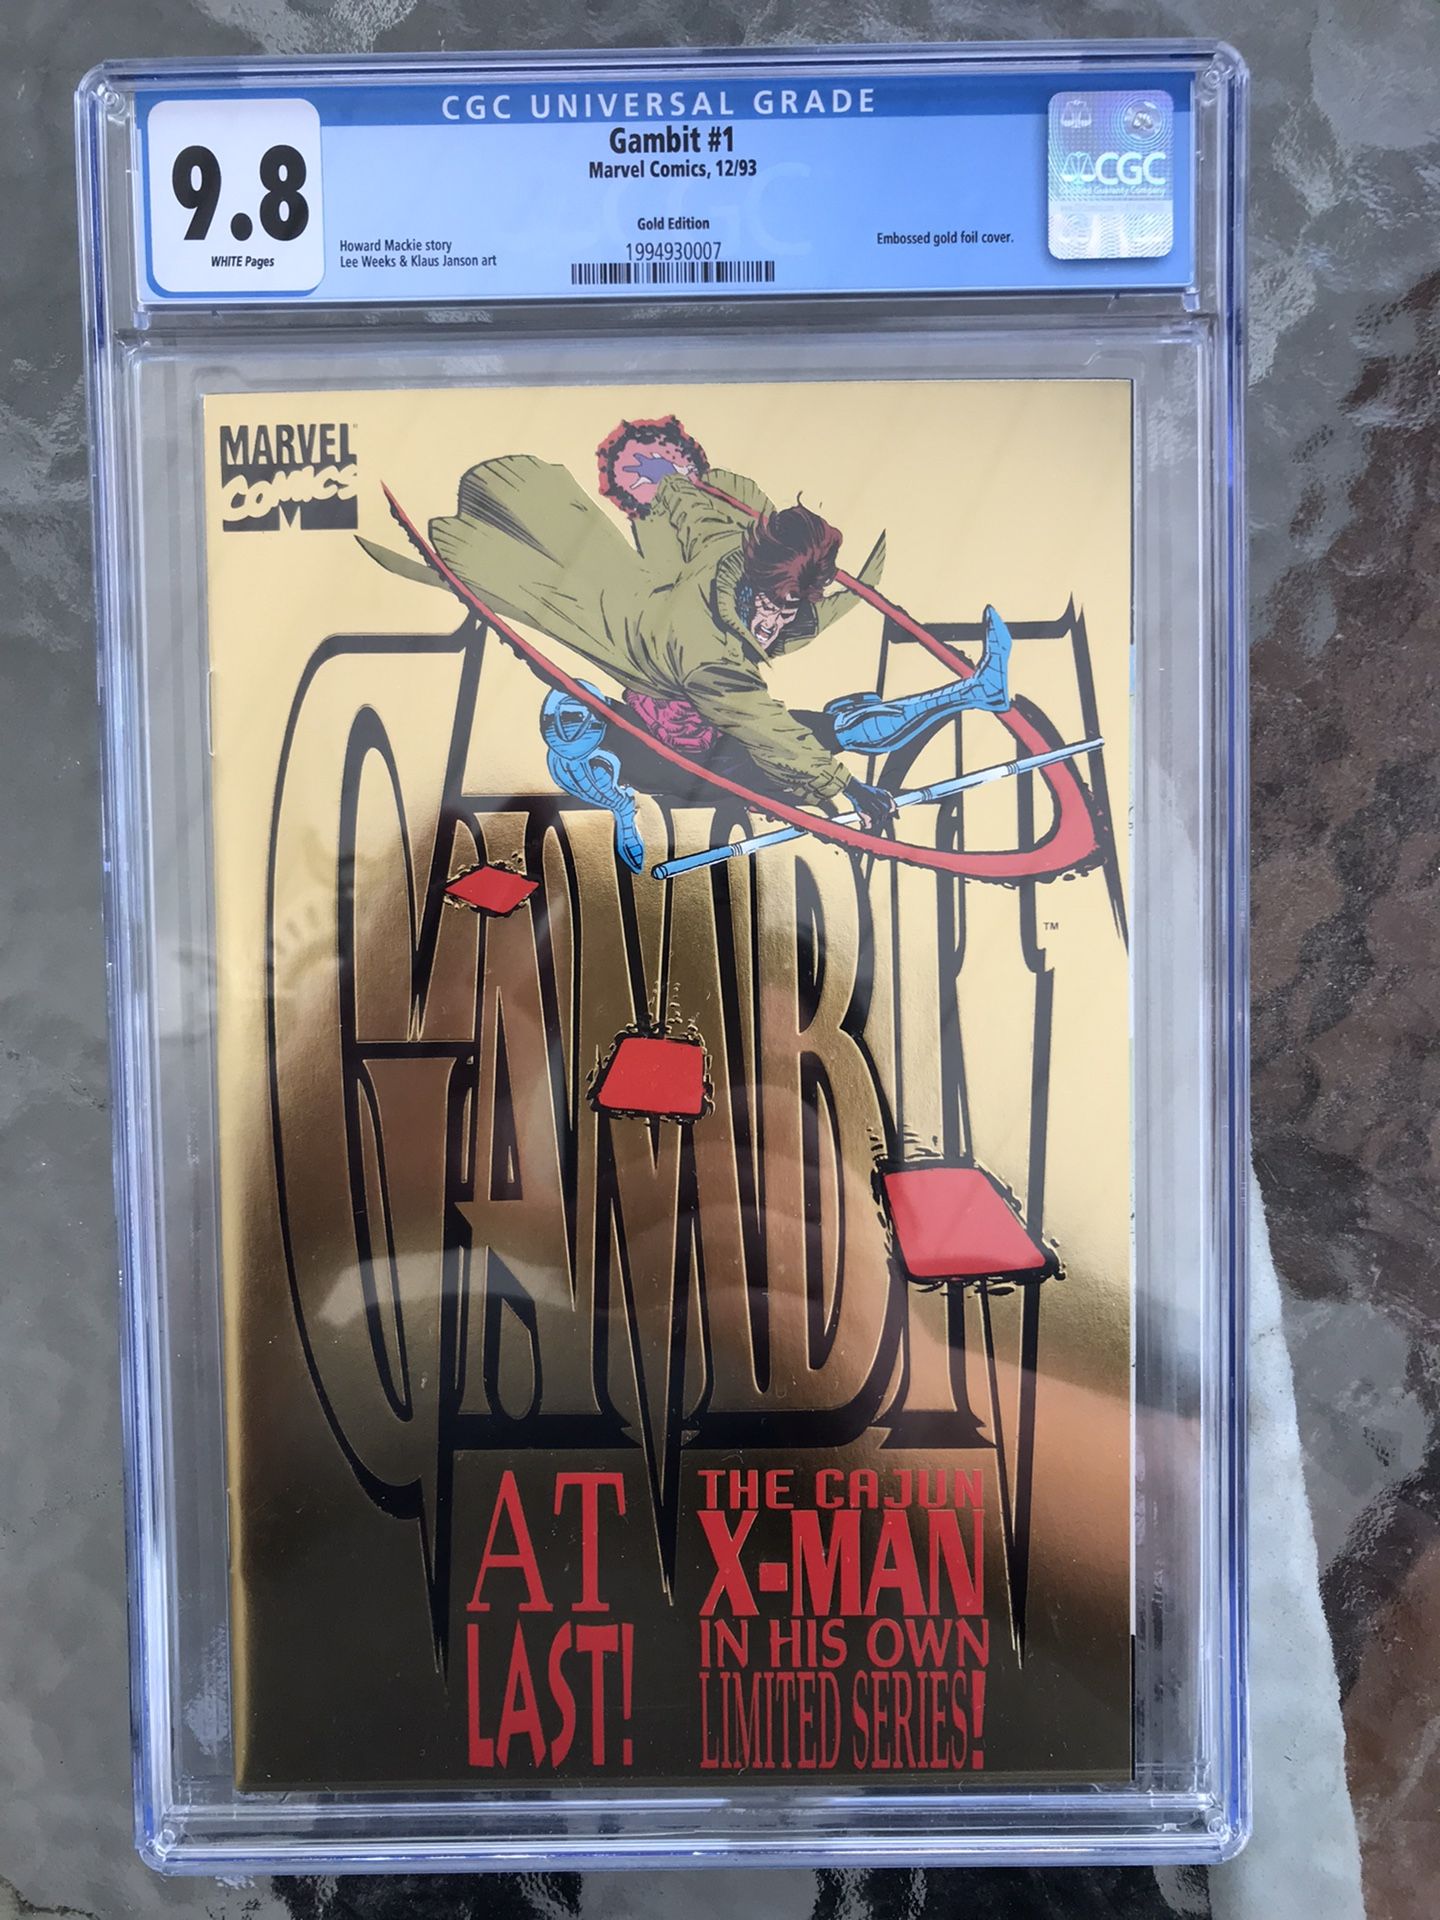 CGC UNIVERSAL GRADE
9.8
WHITE Pages
Gambit #1
Marvel Comics, 12/93
Gold Edition
1994930007
Howard Mackie story
Lee Weeks & Klaus Janson art
Embossed gold foil cover.
CGC
MARVEL
COMICS
GAMBIT
TM
AT
LAST!
THE CAJUN
X-MAN
IN HIS OWN
LIMITED SERIES!